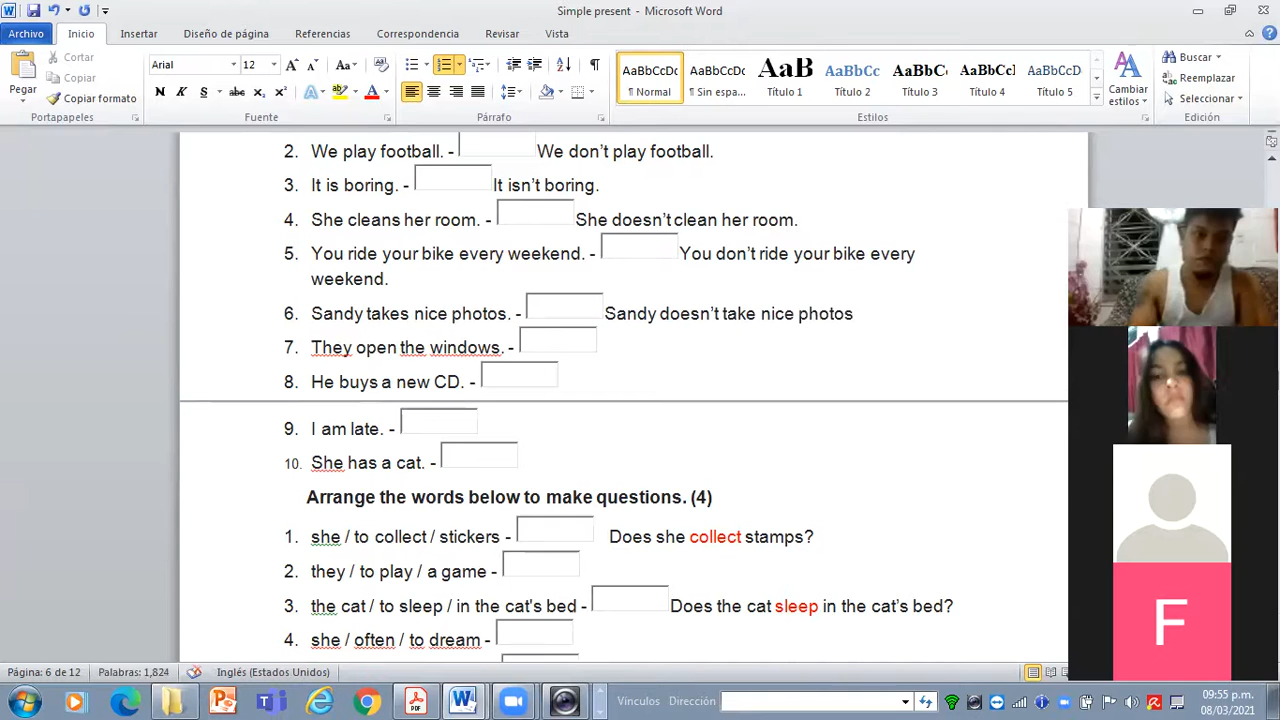 Simple present - Microsoft Word
Archivo Inicio Insertar Diseño de página Referencias Correspondencia Revisar Vista
Cortar
Copiar
Copiar formato
Pegar
Arial 12
Buscar
Reemplazar
Seleccionar
Cambiar estilos
AaBbCcDc AaBbCcDc AaB AaBbCc AaBbCc AaBbCcI AaBbCcD
¶ Normal ¶ Sin espa... Título 1 Título 2 Título 3 Título 4 Título 5
Portapapeles Fuente Párrafo Estilos Edición
2. We play football. - We don’t play football.
3. It is boring. - It isn’t boring.
4. She cleans her room. - She doesn’t clean her room.
5. You ride your bike every weekend. - You don’t ride your bike every
weekend.
6. Sandy takes nice photos. - Sandy doesn’t take nice photos
7. They open the windows. -
8. He buys a new CD. -
9. I am late. -
10. She has a cat. -
Arrange the words below to make questions. (4)
1. she / to collect / stickers - Does she collect stamps?
2. they / to play / a game -
3. the cat / to sleep / in the cat's bed - Does the cat sleep in the cat’s bed?
4. she / often / to dream -
F
Página: 6 de 12 Palabras: 1,824 Inglés (Estados Unidos)
Vínculos Dirección
09:55 p.m.
08/03/2021